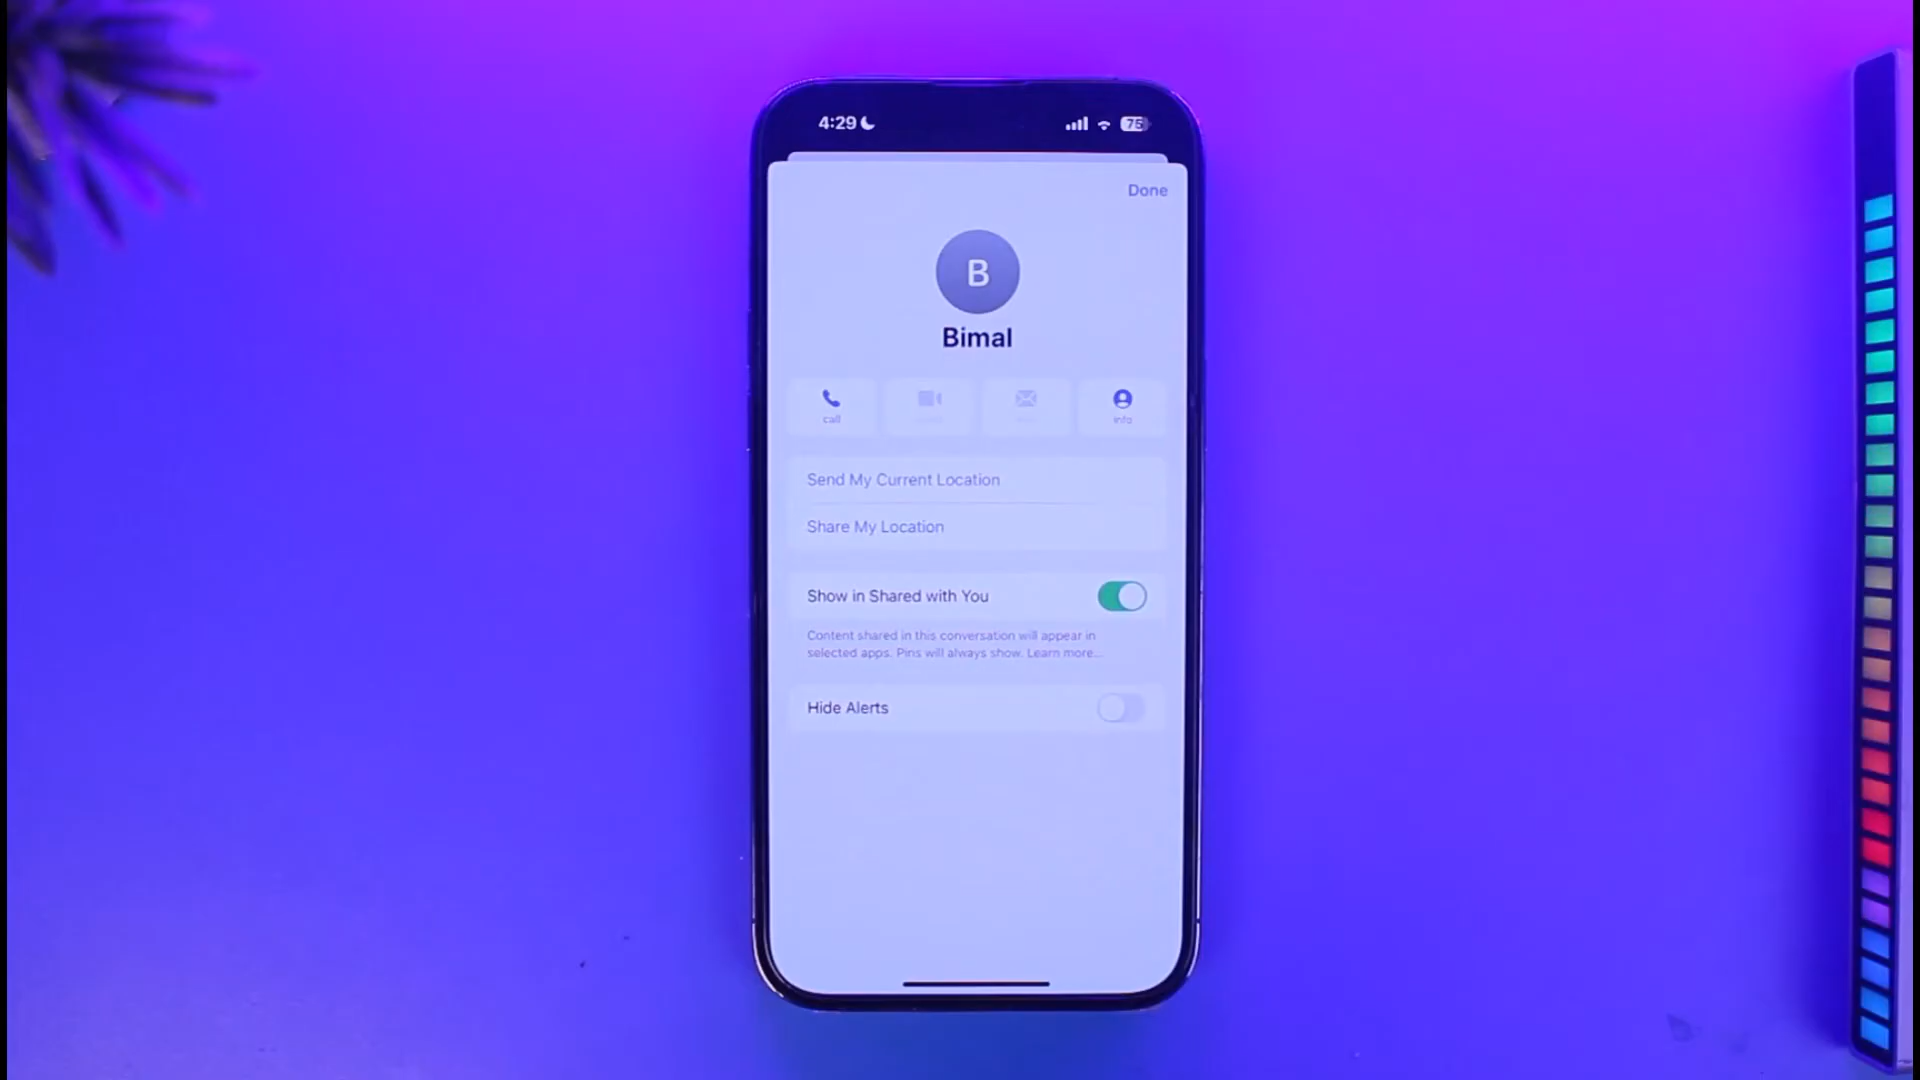 4:29
75
Done
B
Bimal
call
info
Send My Current Location
Share My Location
Show in Shared with You
Content shared in this conversation will appear in
selected apps. Pins will always show. Learn more...
Hide Alerts